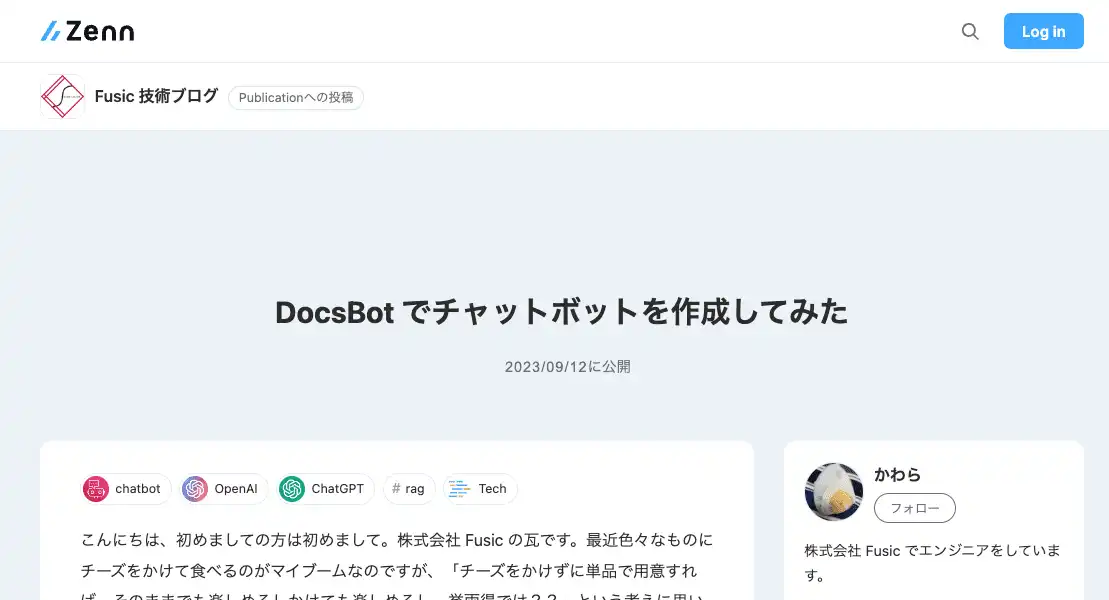 Zenn
Log in
Fusic 技術ブログ
Publicationへの投稿
DocsBot でチャットボットを作成してみた
2023/09/12に公開
chatbot
OpenAI
ChatGPT
# rag
Tech
こんにちは、初めましての方は初めまして。株式会社 Fusic の瓦です。最近色々なものに
チーズをかけて食べるのがマイブームなのですが、「チーズをかけずに単品で用意すれ
かわら
フォロー
株式会社 Fusic でエンジニアをしていま
す。